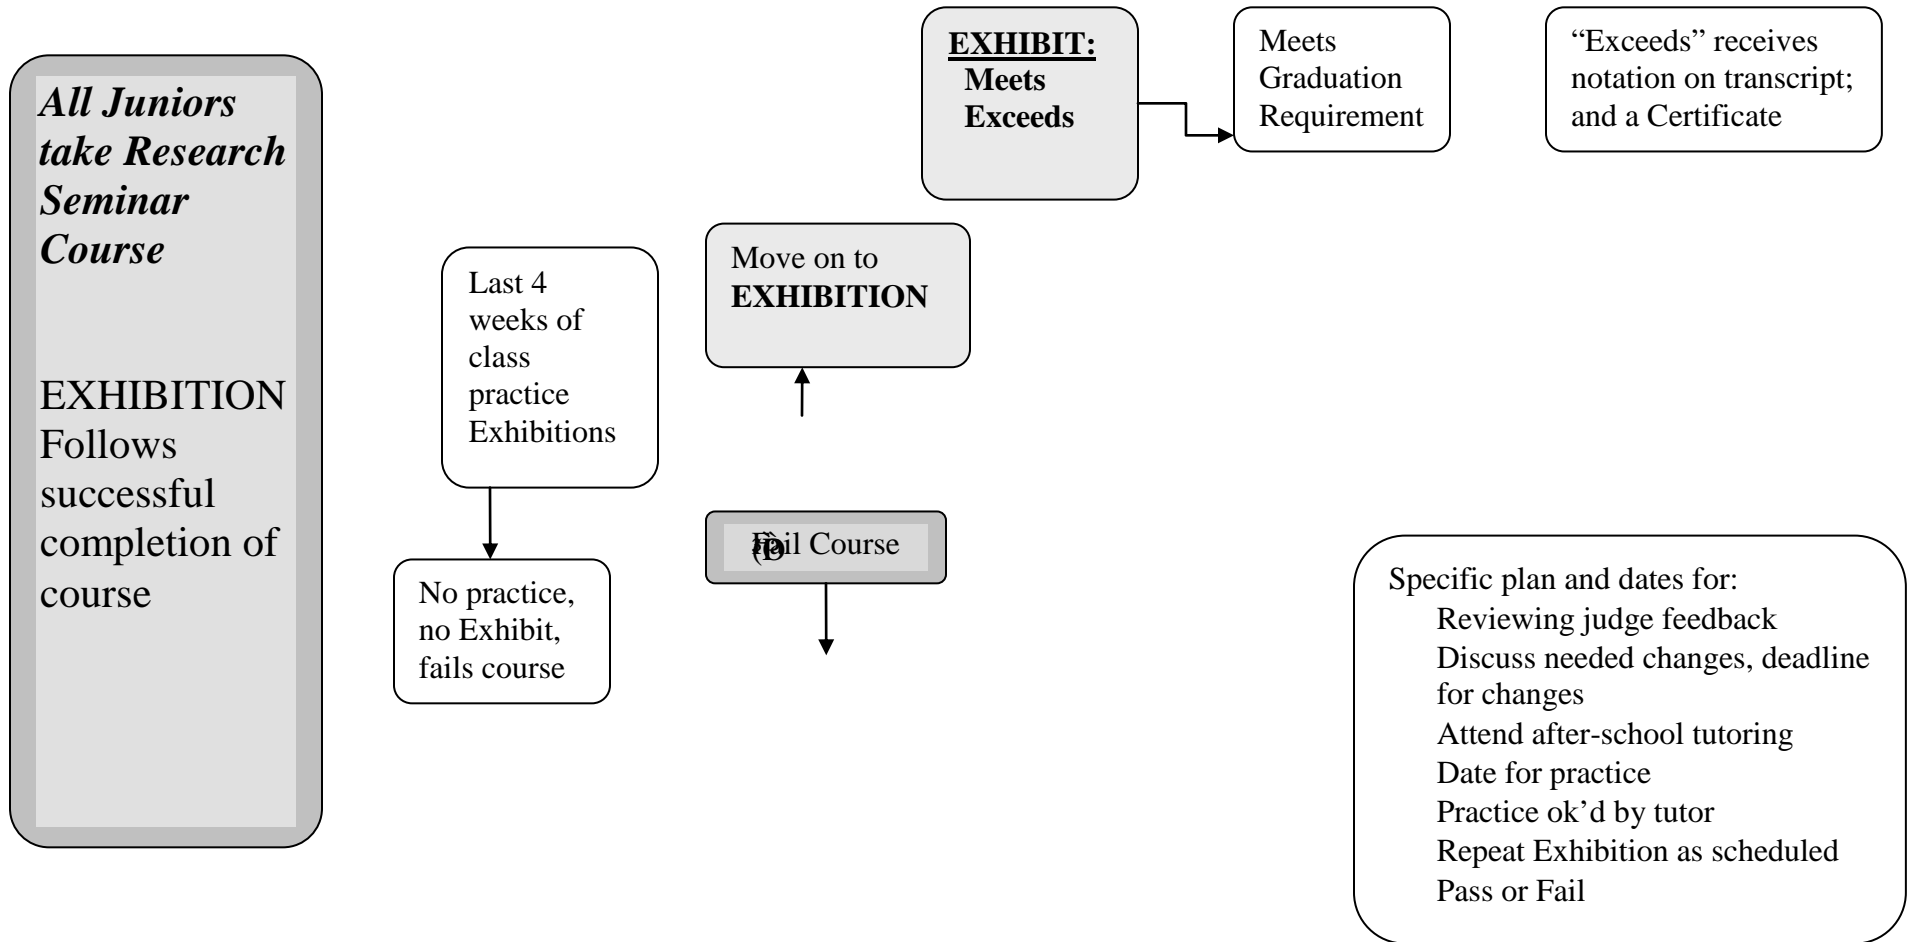 All Juniors
take Research
Seminar
Course
EXHIBITION
Follows
successful
completion of
course
Last 4
weeks of
class
practice
Exhibitions
No practice,
no Exhibit,
fails course
Move on to
EXHIBITION
Fail Course
EXHIBIT:
Meets
Exceeds
Meets
Graduation
Requirement
“Exceeds” receives
notation on transcript;
and a Certificate
Specific plan and dates for:
Reviewing judge feedback
Discuss needed changes, deadline
for changes
Attend after-school tutoring
Date for practice
Practice ok’d by tutor
Repeat Exhibition as scheduled
Pass or Fail